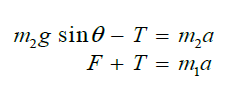 m₂g sinθ − T = m₂a
F + T = m₁a